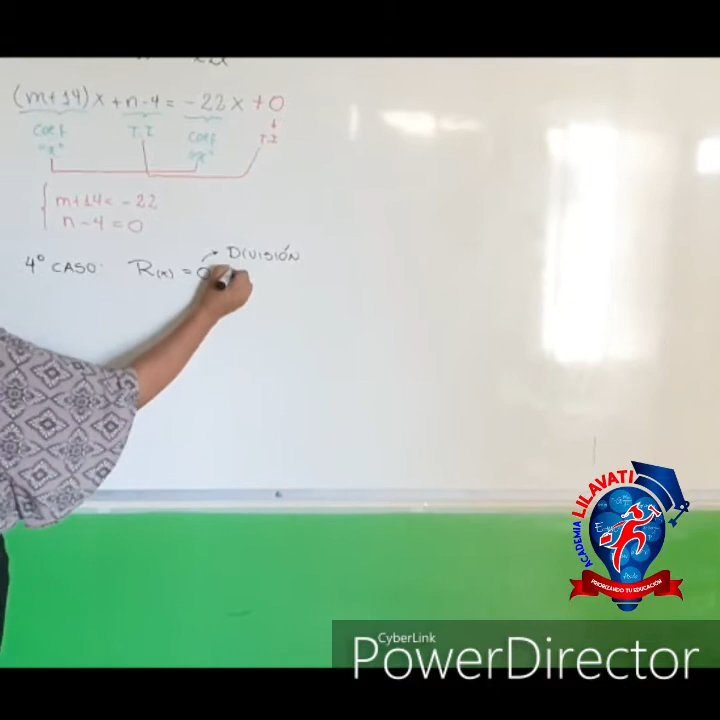 (m+14)x + n-4 = -22x + 0
COEF T.I COEF T.I
m+14 = -22
n-4 = 0
4° CASO: R(x) = 0 → DIVISIÓN
ACADEMIA LILAVATI
PRIORIZANDO TU EDUCACIÓN
CyberLink
PowerDirector